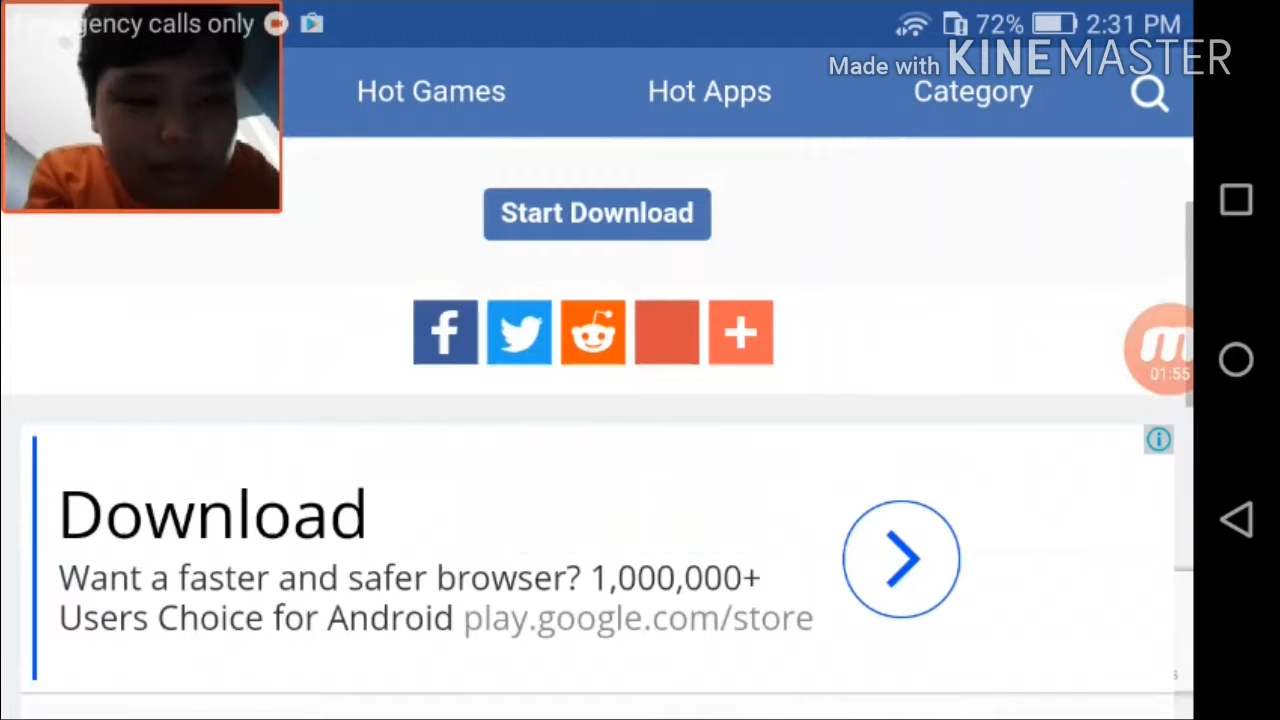 gency calls only
72% 2:31 PM
Made with KINEMASTER
Hot Games Hot Apps Category
Start Download
01:55
Download
Want a faster and safer browser? 1,000,000+
Users Choice for Android play.google.com/store